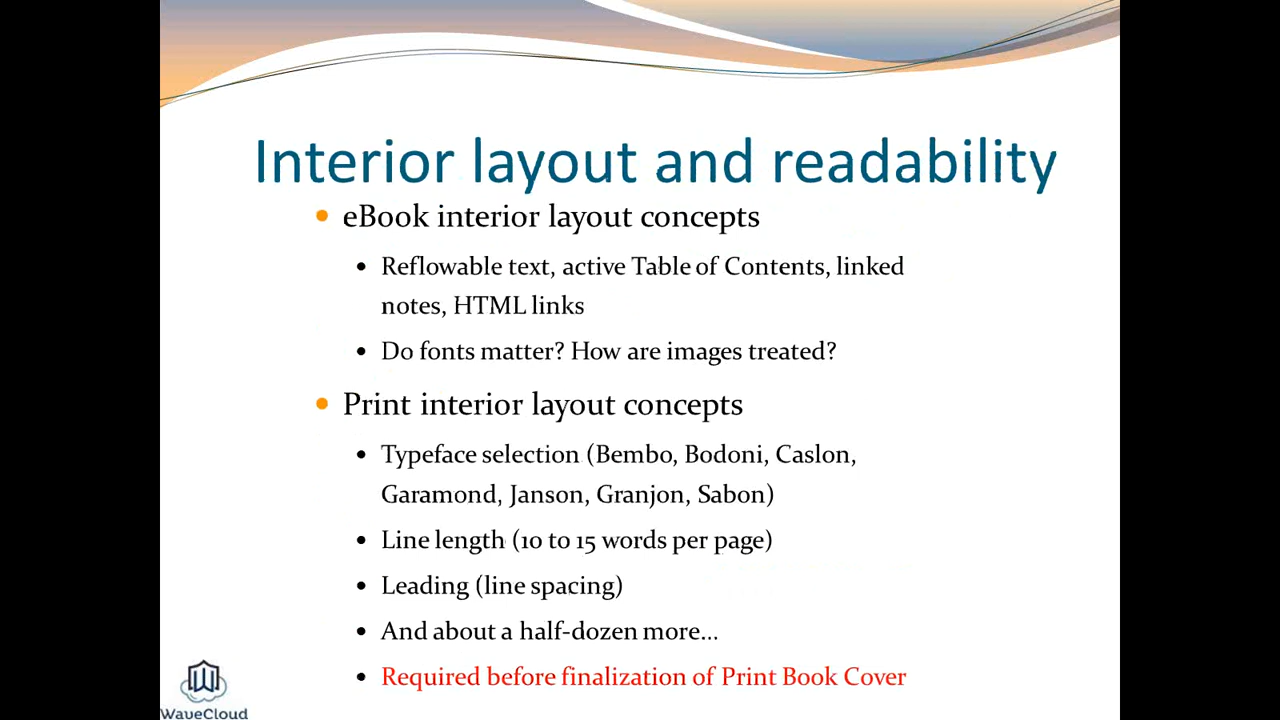 Interior layout and readability
eBook interior layout concepts
Reflowable text, active Table of Contents, linked
notes, HTML links
Do fonts matter? How are images treated?
Print interior layout concepts
Typeface selection (Bembo, Bodoni, Caslon,
Garamond, Janson, Granjon, Sabon)
Line length (10 to 15 words per page)
Leading (line spacing)
And about a half-dozen more...
Required before finalization of Print Book Cover
WaveCloud